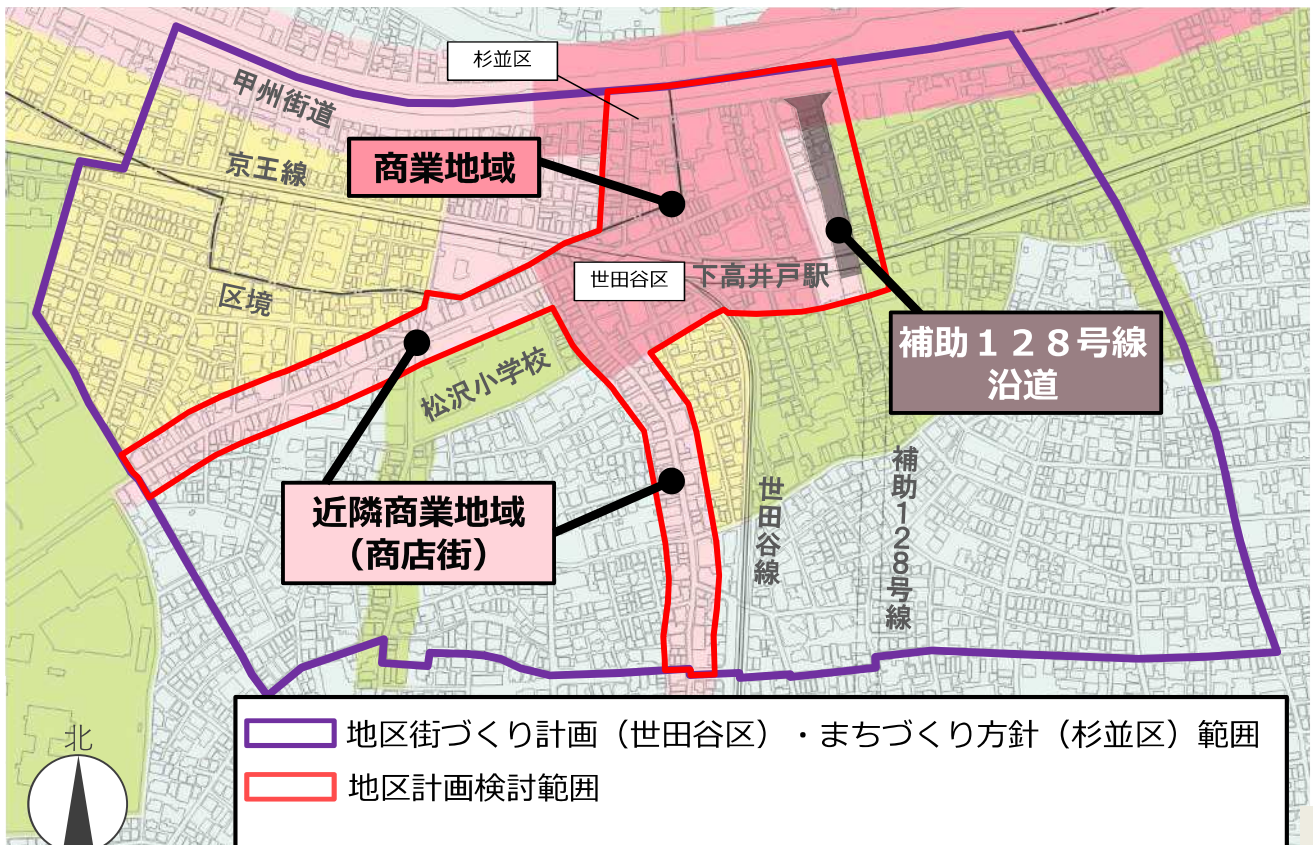 杉並区
甲州街道
商業地域
京王線
世田谷区
下高井戸駅
区境
補助128号線
沿道
松沢小学校
近隣商業地域
(商店街)
世田谷線
補助128号線
地区街づくり計画(世田谷区)・まちづくり方針(杉並区)範囲
地区計画検討範囲
北